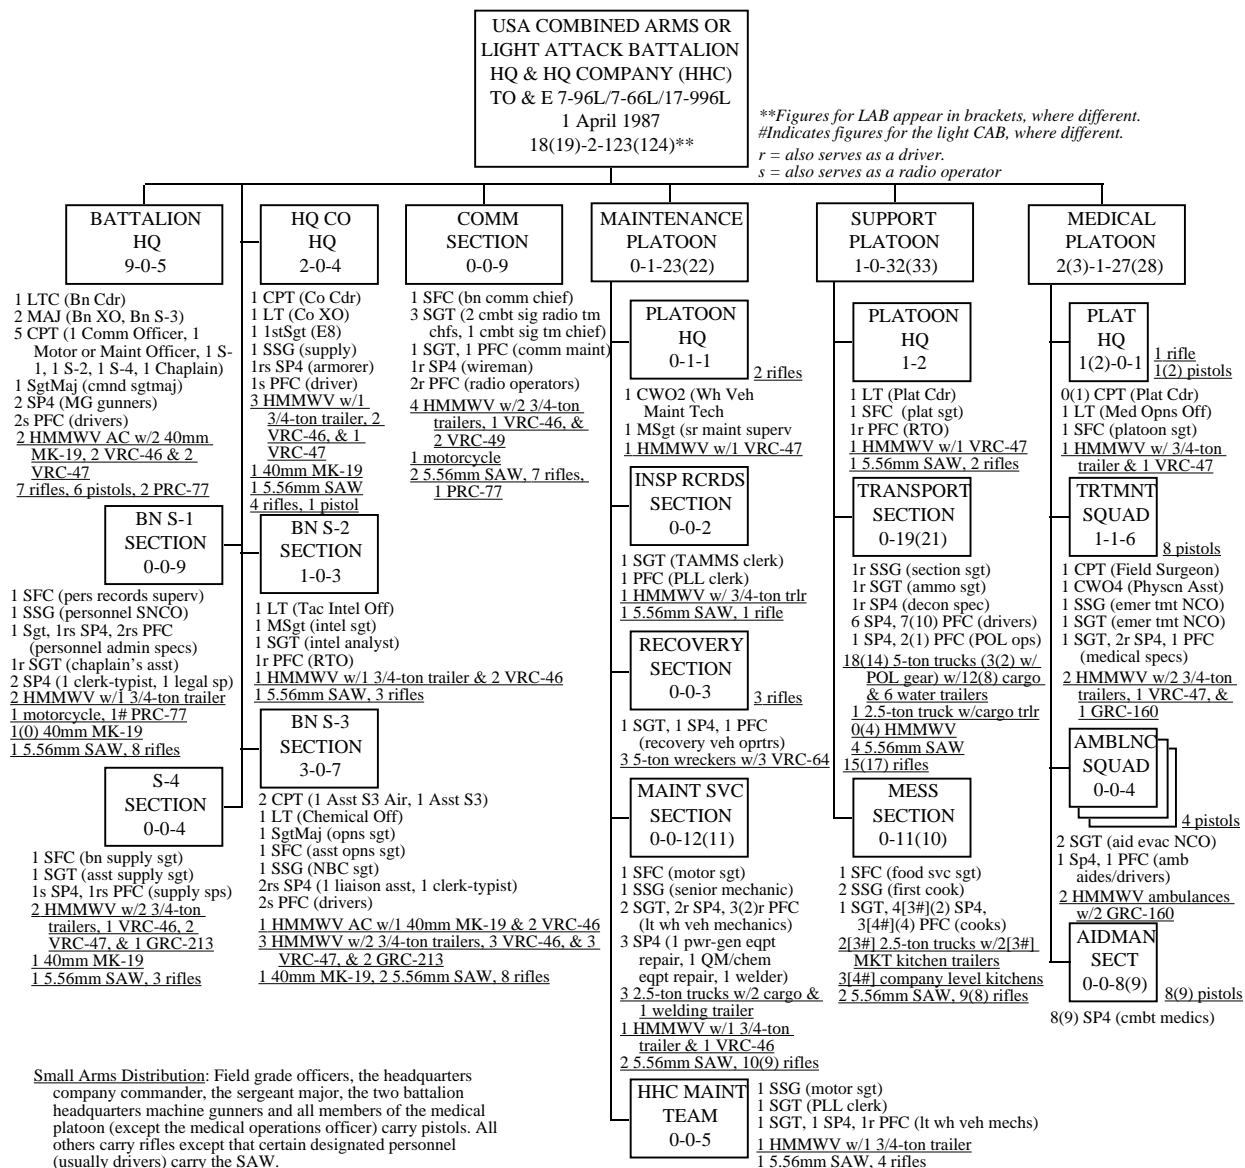 USA COMBINED ARMS OR
LIGHT ATTACK BATTALION
HQ & HQ COMPANY (HHC)
TO & E 7-96L/7-66L/17-996L
1 April 1987
18(19)-2-123(124)**
**Figures for LAB appear in brackets, where different.
#Indicates figures for the light CAB, where different.
r = also serves as a driver.
s = also serves as a radio operator
BATTALION
HQ
9-0-5
1 LTC (Bn Cdr)
2 MAJ (Bn XO, Bn S-3)
5 CPT (1 Comm Officer, 1
Motor or Maint Officer, 1 S-
1, 1 S-2, 1 S-4, 1 Chaplain)
1 SgtMaj (cmnd sgtmaj)
2 SP4 (MG gunners)
2s PFC (drivers)
2 HMMWV AC w/2 40mm
MK-19, 2 VRC-46 & 2
VRC-47
7 rifles, 6 pistols, 2 PRC-77
HQ CO
HQ
2-0-4
1 CPT (Co Cdr)
1 LT (Co XO)
1 1stSgt (E8)
1 SSG (supply)
1rs SP4 (armorer)
1s PFC (driver)
3 HMMWV w/1
3/4-ton trailer, 2
VRC-46, & 1
VRC-47
1 40mm MK-19
1 5.56mm SAW
4 rifles, 1 pistol
BN S-1
SECTION
0-0-9
1 SFC (pers records superv)
1 SSG (personnel SNCO)
1 Sgt, 1rs SP4, 2rs PFC
(personnel admin specs)
1r SGT (chaplain's asst)
2 SP4 (1 clerk-typist, 1 legal sp)
2 HMMWV w/1 3/4-ton trailer
1 motorcycle, 1# PRC-77
1(0) 40mm MK-19
1 5.56mm SAW, 8 rifles
BN S-2
SECTION
1-0-3
1 LT (Tac Intel Off)
1 MSgt (intel sgt)
1 SGT (intel analyst)
1r PFC (RTO)
1 HMMWV w/1 3/4-ton trailer & 2 VRC-46
1 5.56mm SAW, 3 rifles
S-4
SECTION
0-0-4
1 SFC (bn supply sgt)
1 SGT (asst supply sgt)
1s SP4, 1rs PFC (supply sps)
2 HMMWV w/2 3/4-ton
trailers, 1 VRC-46, 2
VRC-47, & 1 GRC-213
1 40mm MK-19
1 5.56mm SAW, 3 rifles
BN S-3
SECTION
3-0-7
2 CPT (1 Asst S3 Air, 1 Asst S3)
1 LT (Chemical Off)
1 SgtMaj (opns sgt)
1 SFC (asst opns sgt)
1 SSG (NBC sgt)
2rs SP4 (1 liaison asst, 1 clerk-typist)
2s PFC (drivers)
1 HMMWV AC w/1 40mm MK-19 & 2 VRC-46
3 HMMWV w/2 3/4-ton trailers, 3 VRC-46, & 3
VRC-47, & 2 GRC-213
1 40mm MK-19, 2 5.56mm SAW, 8 rifles
COMM
SECTION
0-0-9
1 SFC (bn comm chief)
3 SGT (2 cmbt sig radio tm
chfs, 1 cmbt sig tm chief)
1 SGT, 1 PFC (comm maint)
1r SP4 (wireman)
2r PFC (radio operators)
4 HMMWV w/2 3/4-ton
trailers, 1 VRC-46, &
2 VRC-49
1 motorcycle
2 5.56mm SAW, 7 rifles,
1 PRC-77
MAINTENANCE
PLATOON
0-1-23(22)
PLATOON
HQ
0-1-1
2 rifles
1 CWO2 (Wh Veh
Maint Tech
1 MSgt (sr maint superv
1 HMMWV w/1 VRC-47
INSP RCRDS
SECTION
0-0-2
1 SGT (TAMMS clerk)
1 PFC (PLL clerk)
1 HMMWV w/ 3/4-ton trlr
1 5.56mm SAW, 1 rifle
RECOVERY
SECTION
0-0-3
3 rifles
1 SGT, 1 SP4, 1 PFC
(recovery veh oprtrs)
3 5-ton wreckers w/3 VRC-64
MAINT SVC
SECTION
0-0-12(11)
1 SFC (motor sgt)
1 SSG (senior mechanic)
2 SGT, 2r SP4, 3(2)r PFC
(lt wh veh mechanics)
3 SP4 (1 pwr-gen eqpt
repair, 1 QM/chem
eqpt repair, 1 welder)
3 2.5-ton trucks w/2 cargo &
1 welding trailer
1 HMMWV w/1 3/4-ton
trailer & 1 VRC-46
2 5.56mm SAW, 10(9) rifles
HHC MAINT
TEAM
0-0-5
1 SSG (motor sgt)
1 SGT (PLL clerk)
1 SGT, 1 SP4, 1r PFC (lt wh veh mechs)
1 HMMWV w/1 3/4-ton trailer
1 5.56mm SAW, 4 rifles
SUPPORT
PLATOON
1-0-32(33)
PLATOON
HQ
1-2
1 LT (Plat Cdr)
1 SFC (plat sgt)
1r PFC (RTO)
1 HMMWV w/1 VRC-47
1 5.56mm SAW, 2 rifles
TRANSPORT
SECTION
0-19(21)
1r SSG (section sgt)
1r SGT (ammo sgt)
1r SP4 (decon spec)
6 SP4, 7(10) PFC (drivers)
1 SP4, 2(1) PFC (POL ops)
18(14) 5-ton trucks (3(2) w/
POL gear) w/12(8) cargo
& 6 water trailers
1 2.5-ton truck w/cargo trlr
0(4) HMMWV
4 5.56mm SAW
15(17) rifles
MESS
SECTION
0-11(10)
1 SFC (food svc sgt)
2 SSG (first cook)
1 SGT, 4[3#](2) SP4,
3[4#](4) PFC (cooks)
2[3#] 2.5-ton trucks w/2[3#]
MKT kitchen trailers
3[4#] company level kitchens
2 5.56mm SAW, 9(8) rifles
MEDICAL
PLATOON
2(3)-1-27(28)
PLAT
HQ
1(2)-0-1
1 rifle
1(2) pistols
0(1) CPT (Plat Cdr)
1 LT (Med Opns Off)
1 SFC (platoon sgt)
1 HMMWV w/ 3/4-ton
trailer & 1 VRC-47
TRTMNT
SQUAD
1-1-6
8 pistols
1 CPT (Field Surgeon)
1 CWO4 (Physcn Asst)
1 SSG (emer tmt NCO)
1 SGT (emer tmt NCO)
1 SGT, 2r SP4, 1 PFC
(medical specs)
2 HMMWV w/2 3/4-ton
trailers, 1 VRC-47, &
1 GRC-160
AMBLNC
SQUAD
0-0-4
4 pistols
2 SGT (aid evac NCO)
1 Sp4, 1 PFC (amb
aides/drivers)
2 HMMWV ambulances
w/2 GRC-160
AIDMAN
SECT
0-0-8(9)
8(9) pistols
8(9) SP4 (cmbt medics)
Small Arms Distribution: Field grade officers, the headquarters
company commander, the sergeant major, the two battalion
headquarters machine gunners and all members of the medical
platoon (except the medical operations officer) carry pistols. All
others carry rifles except that certain designated personnel
(usually drivers) carry the SAW.